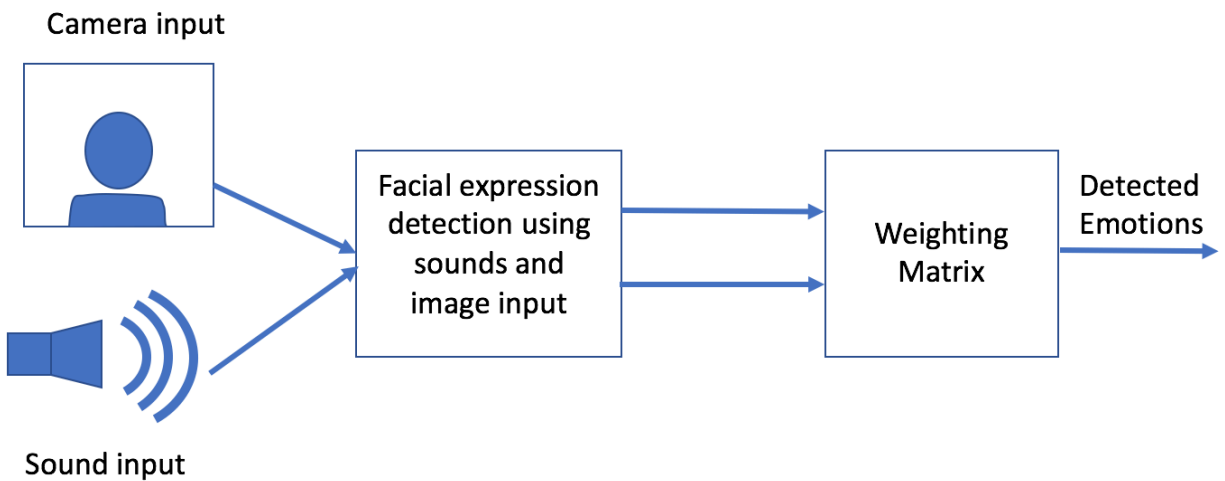 Camera input
Facial expression
detection using
sounds and
image input
Weighting
Matrix
Detected
Emotions
Sound input